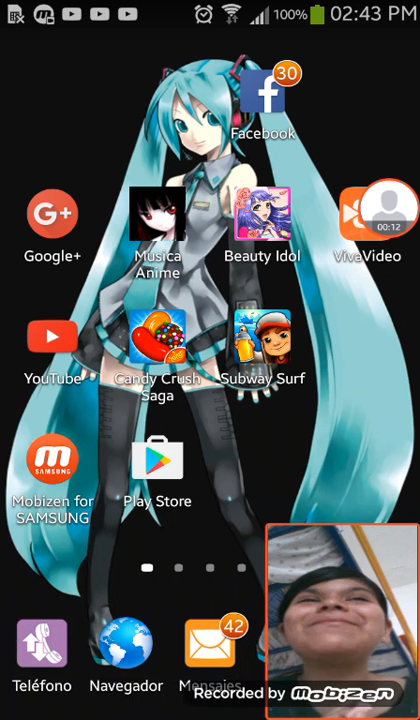 100% 02:43 PM
30
Facebook
G+
00:12
Google+
Musica
Anime
Beauty Idol
VivaVideo
YouTube
Candy Crush
Saga
Subway Surf
SAMSUNG
Mobizen for
SAMSUNG
Play Store
42
Teléfono
Navegador
Mensajes
Recorded by mobizen